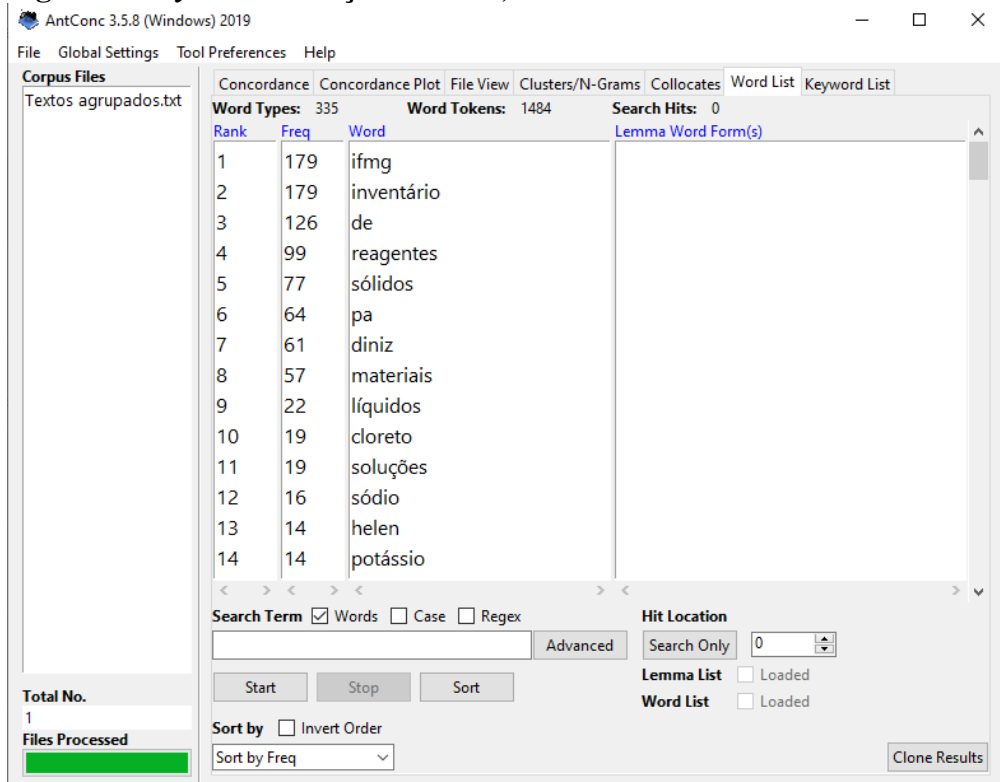 AntConc 3.5.8 (Windows) 2019
File Global Settings Tool Preferences Help
Corpus Files
Textos agrupados.txt
Concordance Concordance Plot File View Clusters/N-Grams Collocates Word List Keyword List
Word Types: 335 Word Tokens: 1484 Search Hits: 0
Rank Freq Word Lemma Word Form(s)
1 179 ifmg
2 179 inventário
3 126 de
4 99 reagentes
5 77 sólidos
6 64 pa
7 61 diniz
8 57 materiais
9 22 líquidos
10 19 cloreto
11 19 soluções
12 16 sódio
13 14 helen
14 14 potássio
Search Term Words Case Regex Hit Location
Advanced Search Only 0
Start Stop Sort
Lemma List Loaded
Word List Loaded
Total No.
1
Files Processed
Sort by Invert Order
Sort by Freq
Clone Results